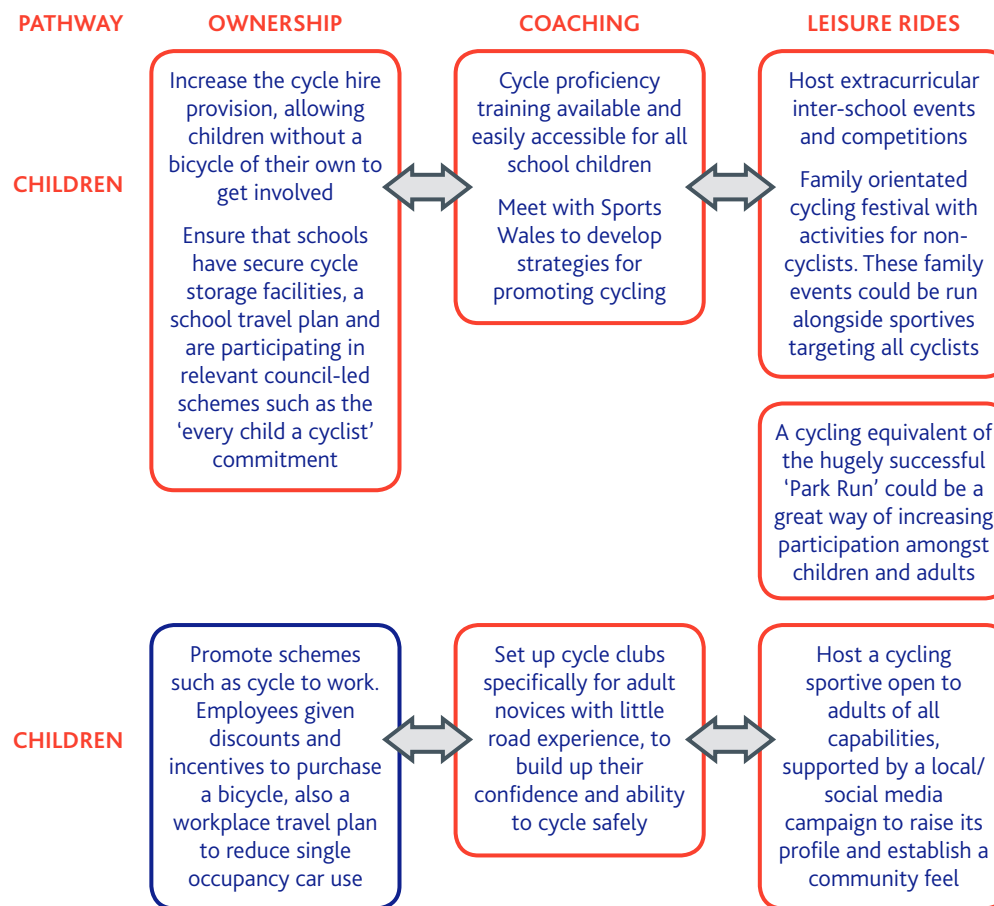 PATHWAY
OWNERSHIP
COACHING
LEISURE RIDES
CHILDREN
Increase the cycle hire
provision, allowing
children without a
bicycle of their own to
get involved
Ensure that schools
have secure cycle
storage facilities, a
school travel plan and
are participating in
relevant council-led
schemes such as the
‘every child a cyclist’
commitment
Cycle proficiency
training available and
easily accessible for all
school children
Meet with Sports
Wales to develop
strategies for
promoting cycling
Host extracurricular
inter-school events
and competitions
Family orientated
cycling festival with
activities for non-
cyclists. These family
events could be run
alongside sportives
targeting all cyclists
A cycling equivalent of
the hugely successful
‘Park Run’ could be a
great way of increasing
participation amongst
children and adults
CHILDREN
Promote schemes
such as cycle to work.
Employees given
discounts and
incentives to purchase
a bicycle, also a
workplace travel plan
to reduce single
occupancy car use
Set up cycle clubs
specifically for adult
novices with little
road experience, to
build up their
confidence and ability
to cycle safely
Host a cycling
sportive open to
adults of all
capabilities,
supported by a local/
social media
campaign to raise its
profile and establish a
community feel